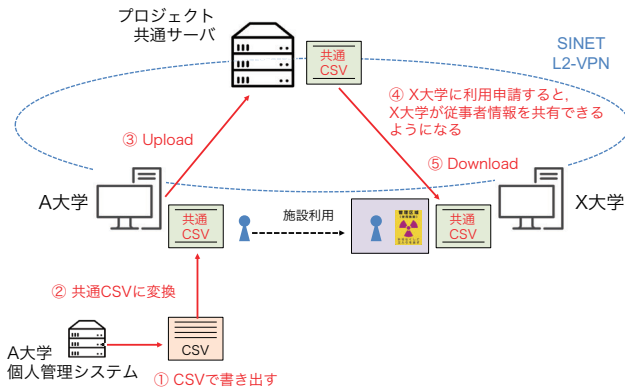 プロジェクト
共通サーバ
共通
CSV
SINET
L2-VPN
④ X大学に利用申請すると,
X大学が従事者情報を共有できる
ようになる
③ Upload
⑤ Download
A大学
X大学
共通
CSV
施設利用
管理区域
共通
CSV
② 共通CSVに変換
A大学
個人管理システム
CSV
① CSVで書き出す